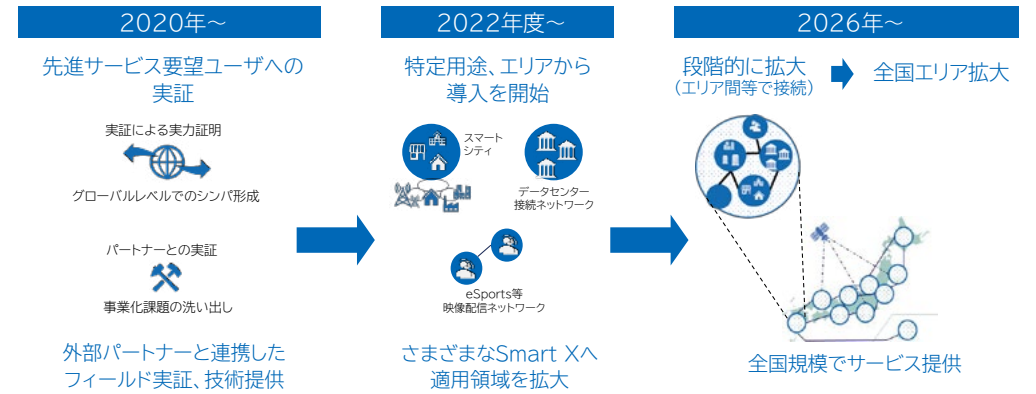 2020年～
先進サービス要望ユーザへの
実証
実証による実力証明
グローバルレベルでのシンパ形成
パートナーとの実証
事業化課題の洗い出し
外部パートナーと連携した
フィールド実証、技術提供
2022年度～
特定用途、エリアから
導入を開始
スマート
シティ
データセンター
接続ネットワーク
eSports等
映像配信ネットワーク
さまざまなSmart Xへ
適用領域を拡大
2026年～
段階的に拡大
（エリア間等で接続）
全国エリア拡大
全国規模でサービス提供